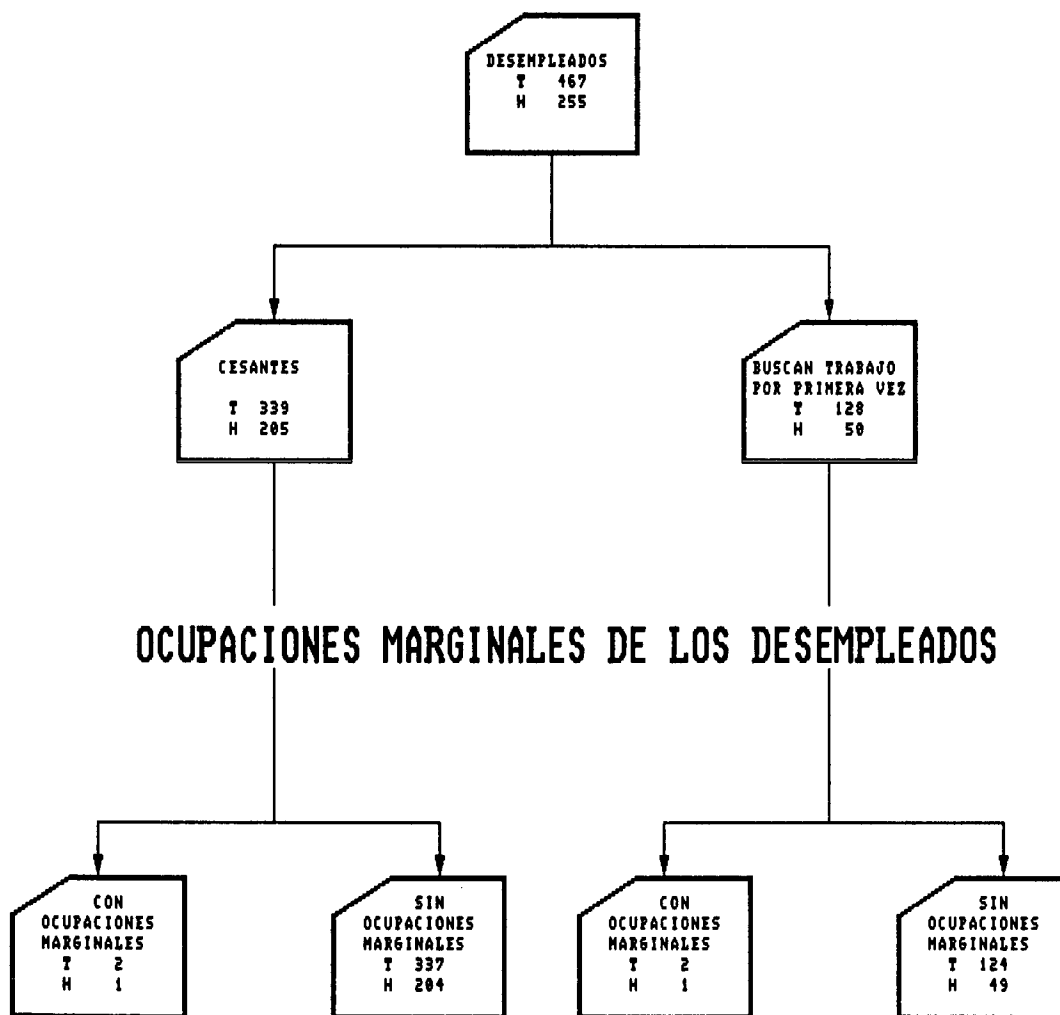 DESEMPLEADOS
T 467
H 255
CESANTES
T 339
H 205
BUSCAN TRABAJO
POR PRIMERA VEZ
T 128
H 50
OCUPACIONES MARGINALES DE LOS DESEMPLEADOS
CON
OCUPACIONES
MARGINALES
T 2
H 1
SIN
OCUPACIONES
MARGINALES
T 337
H 204
CON
OCUPACIONES
MARGINALES
T 2
H 1
SIN
OCUPACIONES
MARGINALES
T 124
H 49